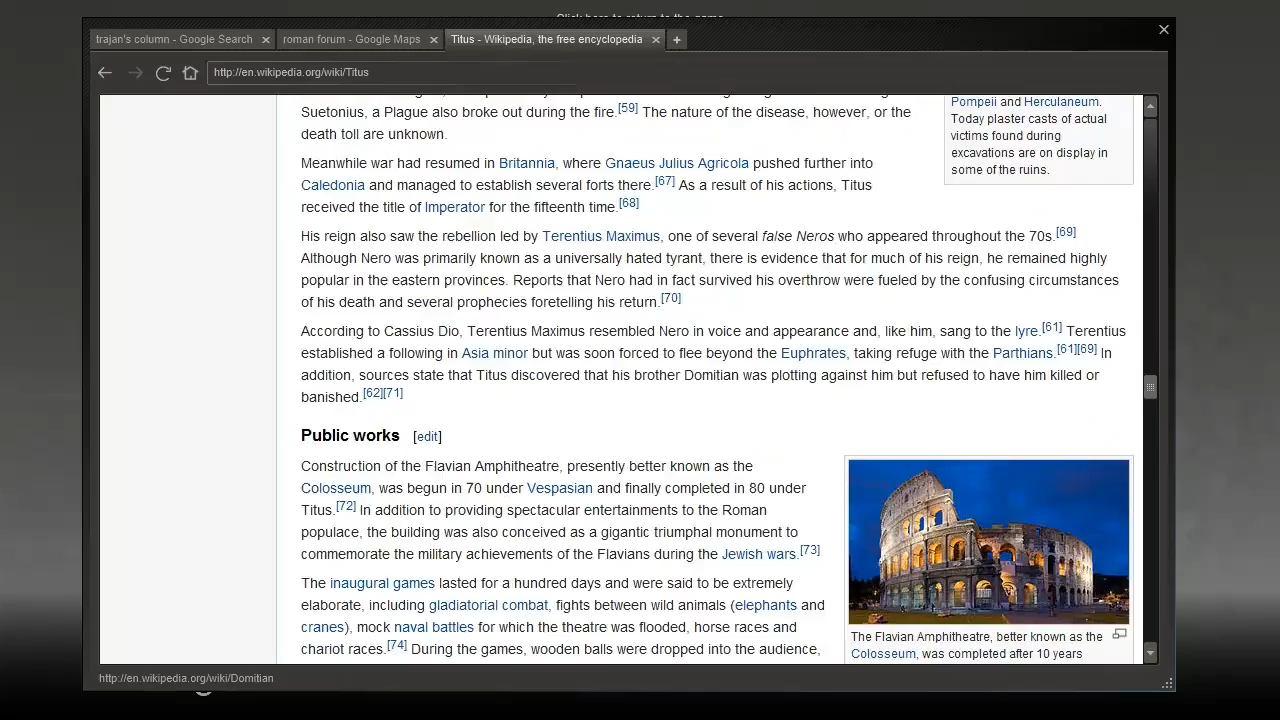 Click here to return to the game
trajan's column - Google Search
roman forum - Google Maps
Titus - Wikipedia, the free encyclopedia
http://en.wikipedia.org/wiki/Titus
Suetonius, a Plague also broke out during the fire.[59] The nature of the disease, however, or the
death toll are unknown.
Pompeii and Herculaneum.
Today plaster casts of actual
victims found during
excavations are on display in
some of the ruins.
Meanwhile war had resumed in Britannia, where Gnaeus Julius Agricola pushed further into
Caledonia and managed to establish several forts there.[67] As a result of his actions, Titus
received the title of Imperator for the fifteenth time.[68]
His reign also saw the rebellion led by Terentius Maximus, one of several false Neros who appeared throughout the 70s.[69]
Although Nero was primarily known as a universally hated tyrant, there is evidence that for much of his reign, he remained highly
popular in the eastern provinces. Reports that Nero had in fact survived his overthrow were fueled by the confusing circumstances
of his death and several prophecies foretelling his return.[70]
According to Cassius Dio, Terentius Maximus resembled Nero in voice and appearance and, like him, sang to the lyre.[61] Terentius
established a following in Asia minor but was soon forced to flee beyond the Euphrates, taking refuge with the Parthians.[61][69] In
addition, sources state that Titus discovered that his brother Domitian was plotting against him but refused to have him killed or
banished.[62][71]
Public works [edit]
Construction of the Flavian Amphitheatre, presently better known as the
Colosseum, was begun in 70 under Vespasian and finally completed in 80 under
Titus.[72] In addition to providing spectacular entertainments to the Roman
populace, the building was also conceived as a gigantic triumphal monument to
commemorate the military achievements of the Flavians during the Jewish wars.[73]
The inaugural games lasted for a hundred days and were said to be extremely
elaborate, including gladiatorial combat, fights between wild animals (elephants and
cranes), mock naval battles for which the theatre was flooded, horse races and
chariot races.[74] During the games, wooden balls were dropped into the audience,
The Flavian Amphitheatre, better known as the
Colosseum, was completed after 10 years
http://en.wikipedia.org/wiki/Domitian